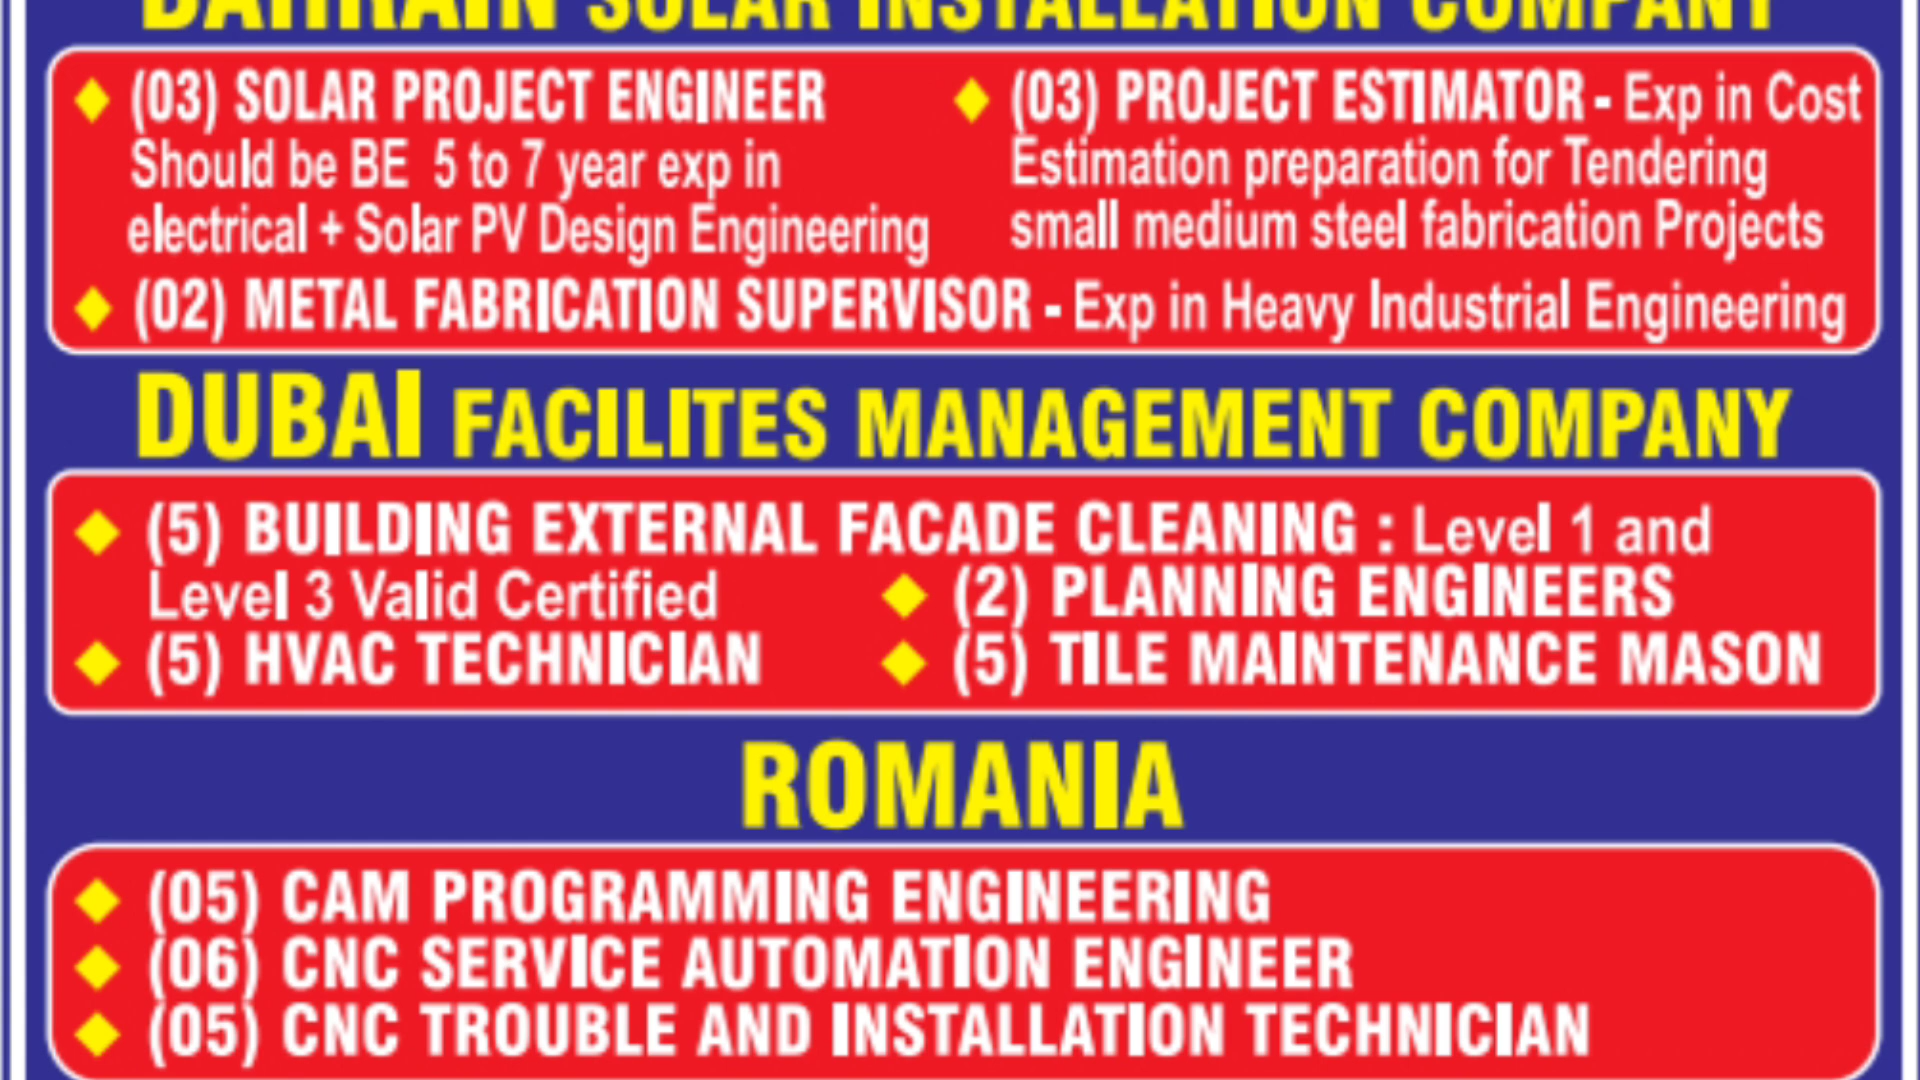 BAHRAIN SOLAR INSTALLATION COMPANY
(03) SOLAR PROJECT ENGINEER
Should be BE 5 to 7 year exp in
electrical + Solar PV Design Engineering
(03) PROJECT ESTIMATOR - Exp in Cost
Estimation preparation for Tendering
small medium steel fabrication Projects
(02) METAL FABRICATION SUPERVISOR - Exp in Heavy Industrial Engineering
DUBAI FACILITES MANAGEMENT COMPANY
(5) BUILDING EXTERNAL FACADE CLEANING : Level 1 and
Level 3 Valid Certified
(2) PLANNING ENGINEERS
(5) HVAC TECHNICIAN
(5) TILE MAINTENANCE MASON
ROMANIA
(05) CAM PROGRAMMING ENGINEERING
(06) CNC SERVICE AUTOMATION ENGINEER
(05) CNC TROUBLE AND INSTALLATION TECHNICIAN